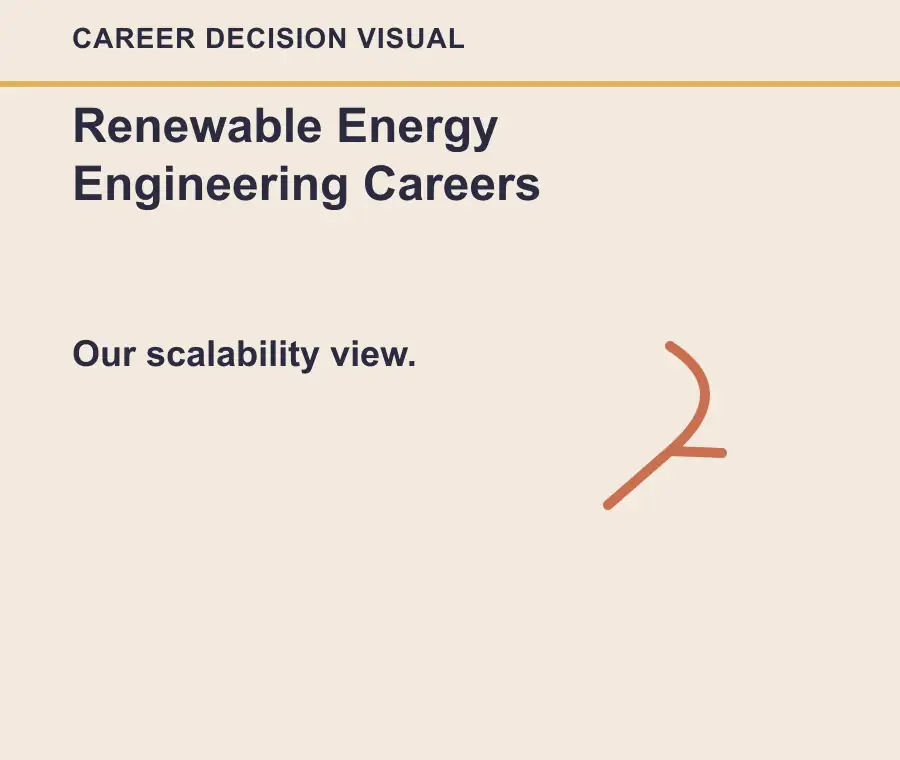 CAREER DECISION VISUAL
Renewable Energy
Engineering Careers
Our scalability view.